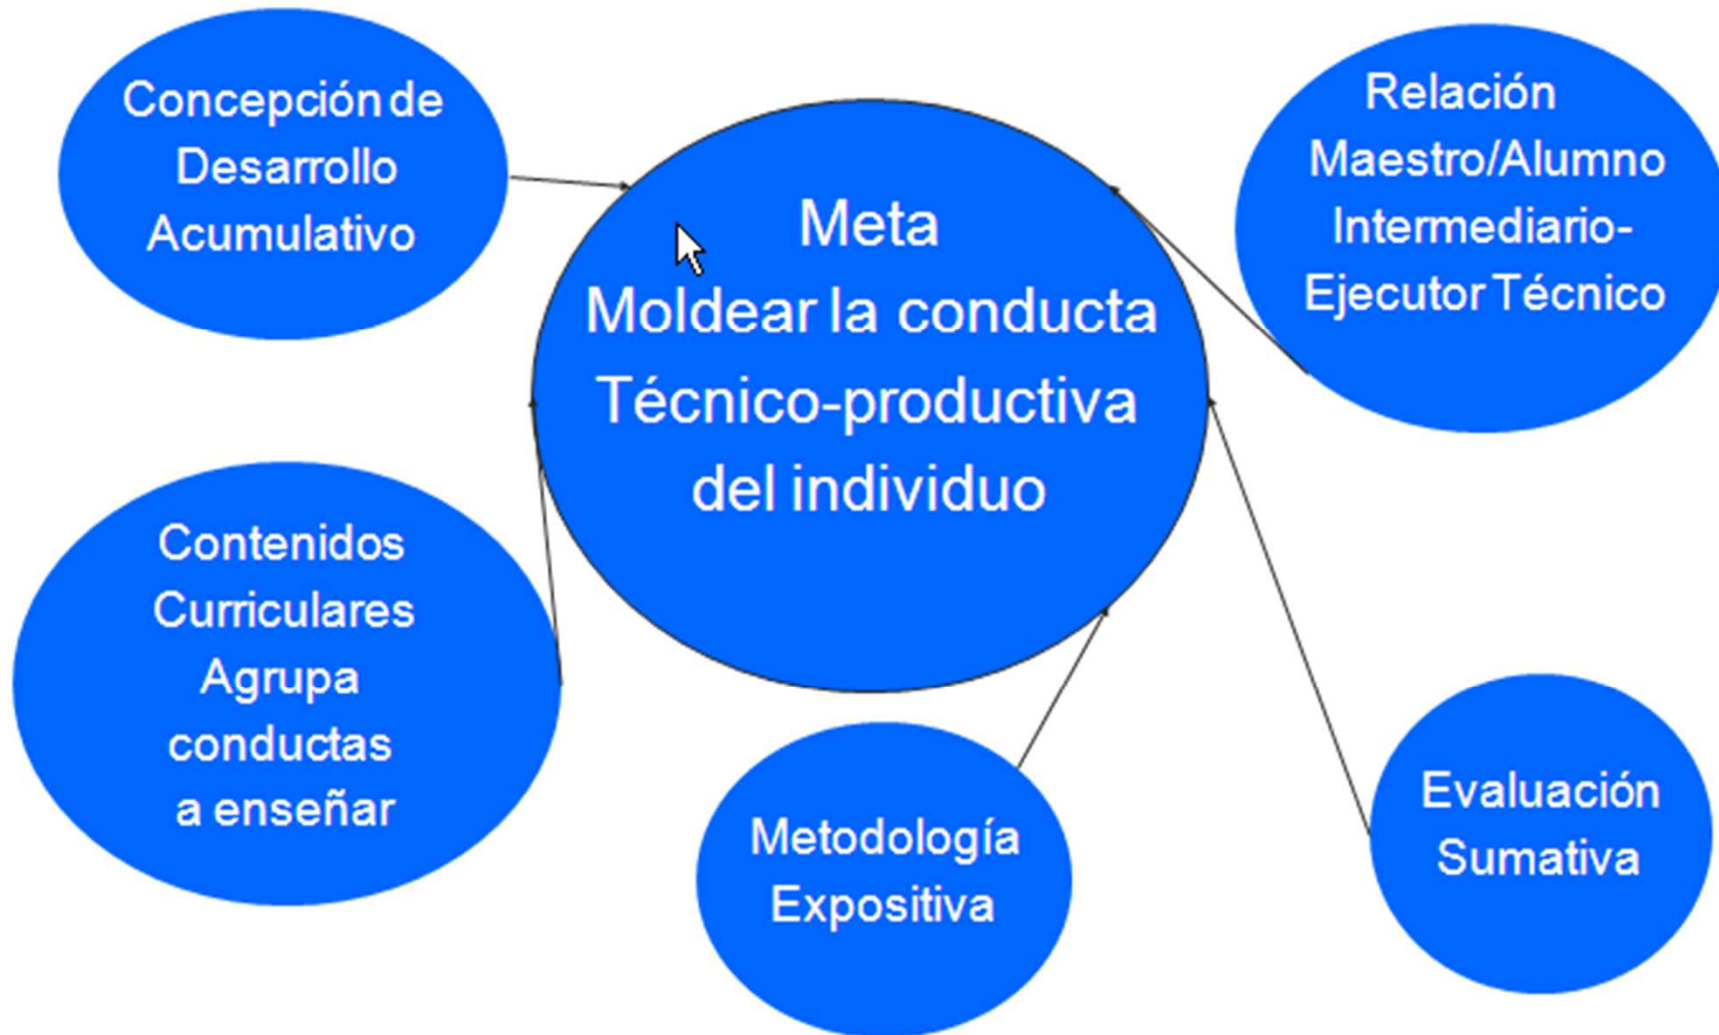 Concepción de
Desarrollo
Acumulativo
Meta
Moldear la conducta
Técnico-productiva
del individuo
Relación
Maestro/Alumno
Intermediario-
Ejecutor Técnico
Contenidos
Curriculares
Agrupa
conductas
a enseñar
Metodología
Expositiva
Evaluación
Sumativa